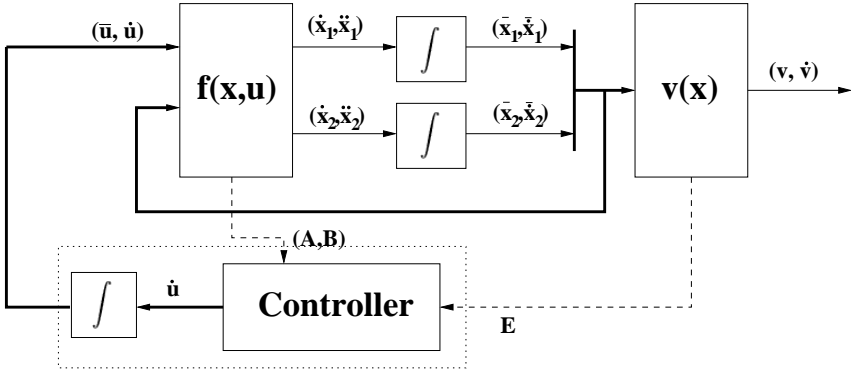 (u̅, u̇)
(ẋ₁,ẍ₁)
∫
(x̄₁,x̄̇₁)
f(x,u)
v(x)
(v, v̇)
(ẋ₂,ẍ₂)
∫
(x̄₂,x̄̇₂)
(A,B)
∫
u̇
Controller
E